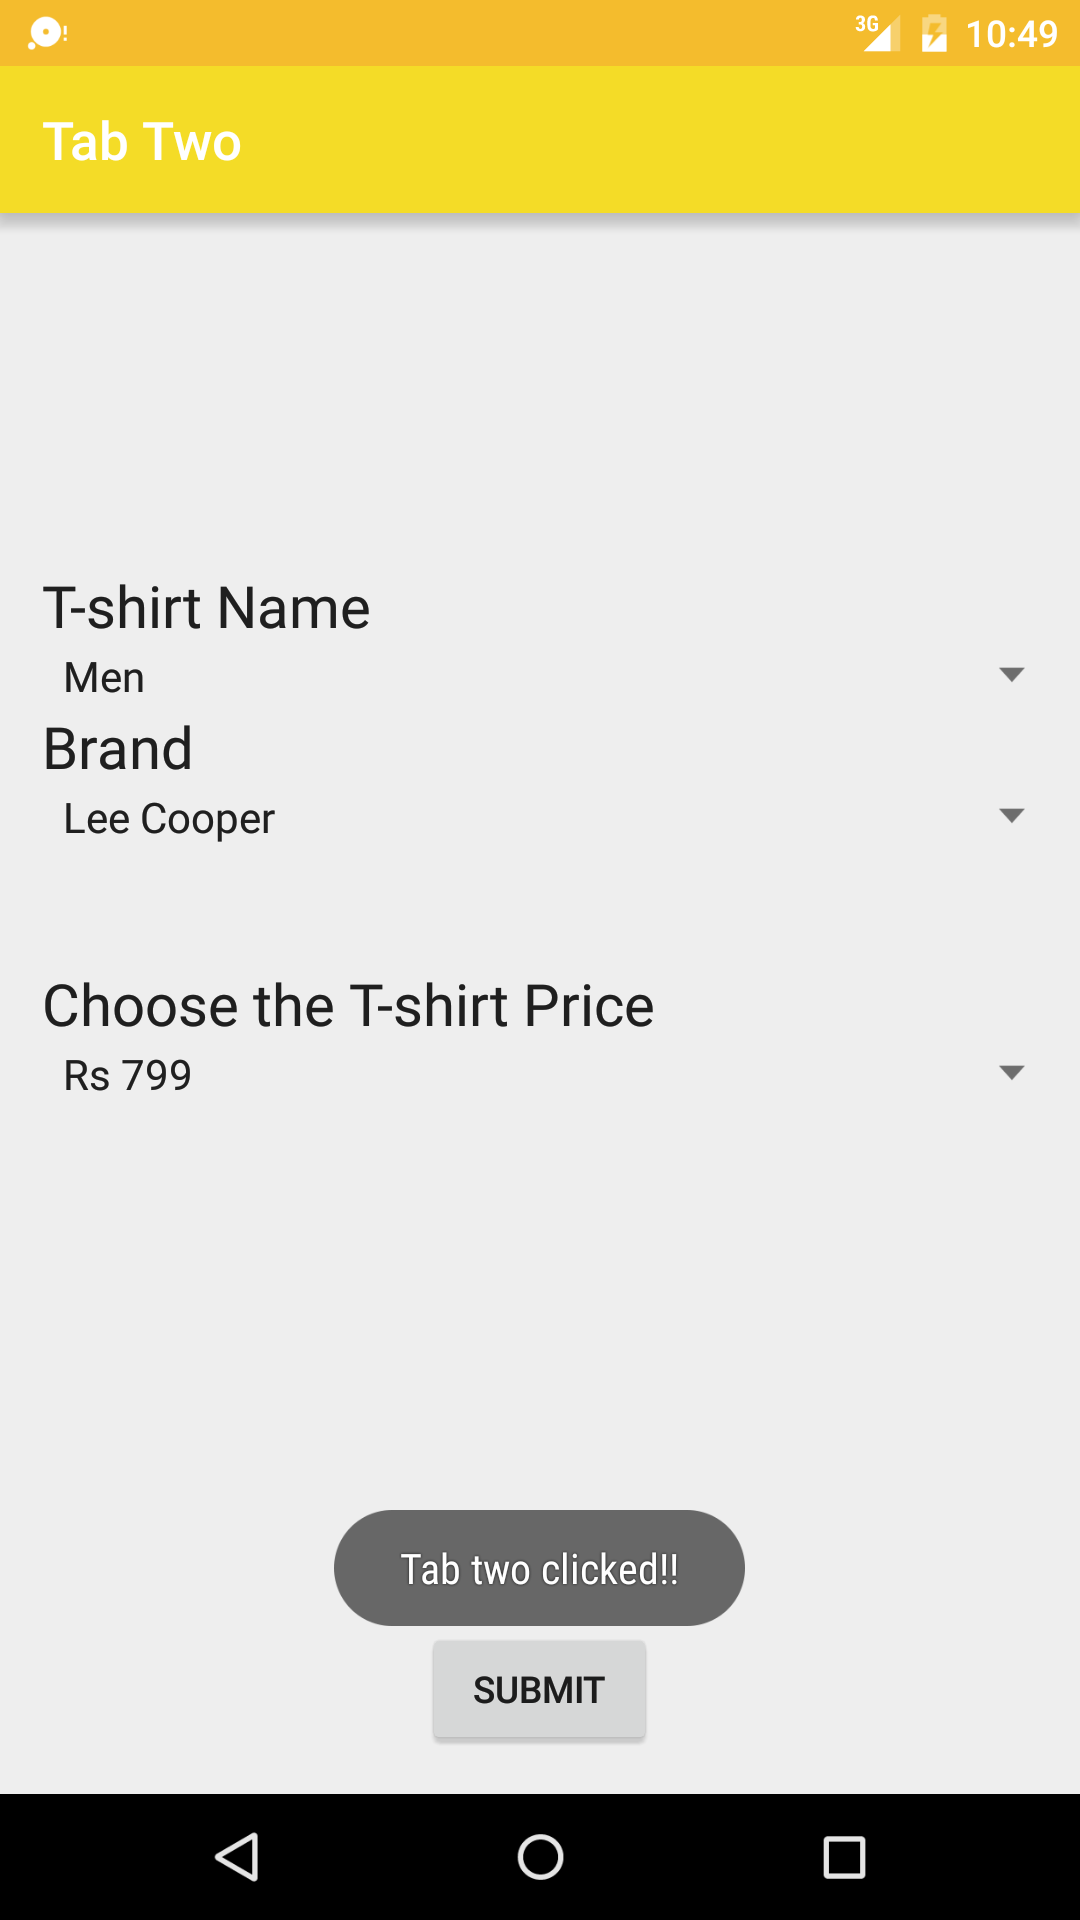 3G 10:49
Tab Two
T-shirt Name
Men
Brand
Lee Cooper
Choose the T-shirt Price
Rs 799
Tab two clicked!!
SUBMIT